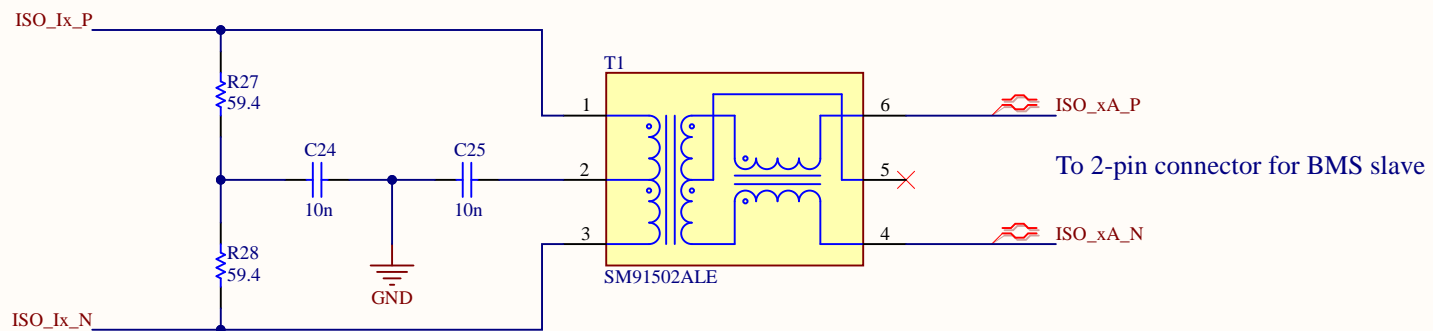 ISO_Ix_P
T1
R27
59.4
1
6
ISO_xA_P
C24
C25
2
5
To 2-pin connector for BMS slave
10n
10n
3
4
ISO_xA_N
R28
59.4
SM91502ALE
GND
ISO_Ix_N